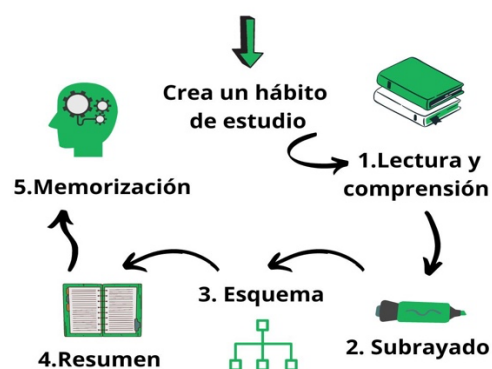 Crea un hábito
de estudio
1.Lectura y
comprensión
2. Subrayado
3. Esquema
4.Resumen
5.Memorización